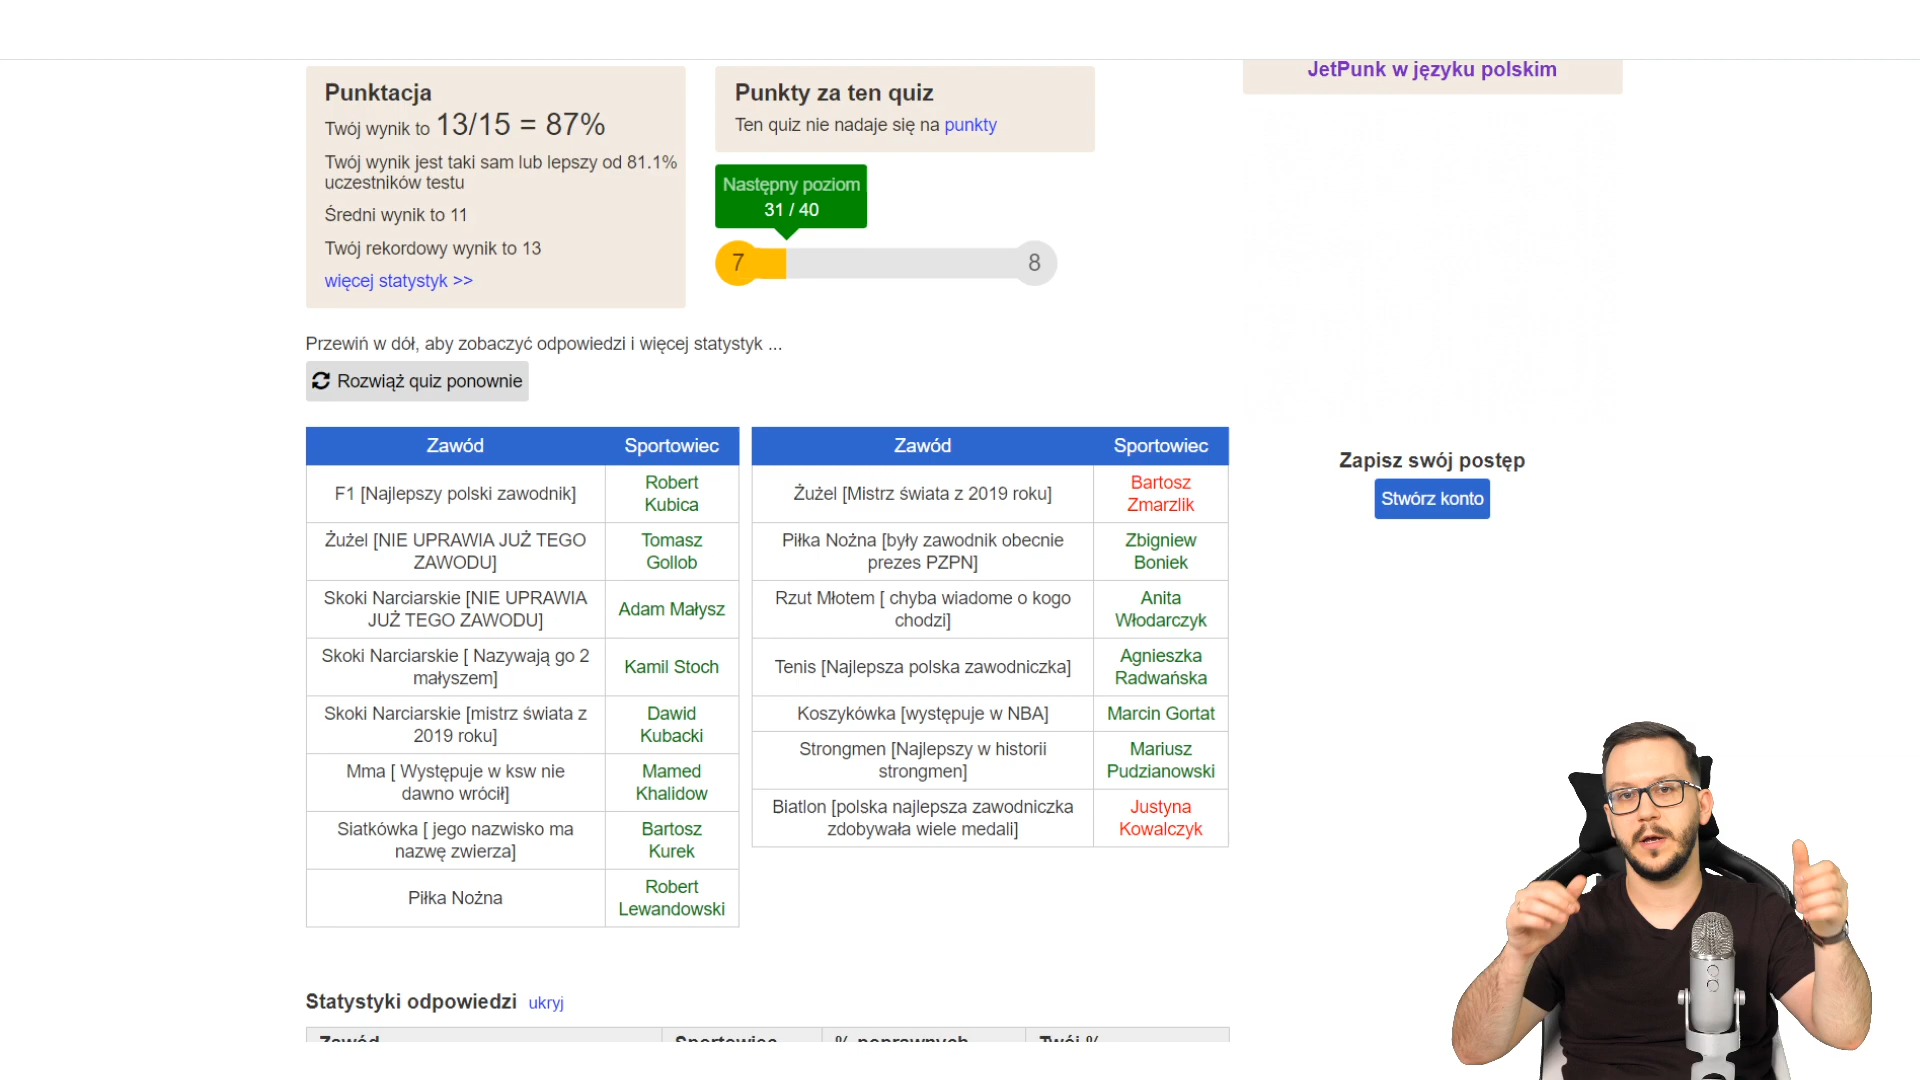 JetPunk w języku polskim
Punktacja
Twój wynik to 13/15 = 87%
Twój wynik jest taki sam lub lepszy od 81.1%
uczestników testu
Średni wynik to 11
Twój rekordowy wynik to 13
więcej statystyk >>
Punkty za ten quiz
Ten quiz nie nadaje się na punkty
Następny poziom
31 / 40
7
8
Przewiń w dół, aby zobaczyć odpowiedzi i więcej statystyk ...
Rozwiąż quiz ponownie
Zawód Sportowiec
F1 [Najlepszy polski zawodnik]
Robert
Kubica
Żużel [NIE UPRAWIA JUŻ TEGO
ZAWODU]
Tomasz
Gollob
Skoki Narciarskie [NIE UPRAWIA
JUŻ TEGO ZAWODU]
Adam Małysz
Skoki Narciarskie [ Nazywają go 2
małyszem]
Kamil Stoch
Skoki Narciarskie [mistrz świata z
2019 roku]
Dawid
Kubacki
Mma [ Występuje w ksw nie
dawno wrócił]
Mamed
Khalidow
Siatkówka [ jego nazwisko ma
nazwę zwierza]
Bartosz
Kurek
Piłka Nożna
Robert
Lewandowski
Zawód Sportowiec
Żużel [Mistrz świata z 2019 roku]
Bartosz
Zmarzlik
Piłka Nożna [były zawodnik obecnie
prezes PZPN]
Zbigniew
Boniek
Rzut Młotem [ chyba wiadome o kogo
chodzi]
Anita
Włodarczyk
Tenis [Najlepsza polska zawodniczka]
Agnieszka
Radwańska
Koszykówka [występuje w NBA]
Marcin Gortat
Strongmen [Najlepszy w historii
strongmen]
Mariusz
Pudzianowski
Biatlon [polska najlepsza zawodniczka
zdobywała wiele medali]
Justyna
Kowalczyk
Zapisz swój postęp
Stwórz konto
Statystyki odpowiedzi ukryj
Zawód Sportowiec % poprawnych Twój %